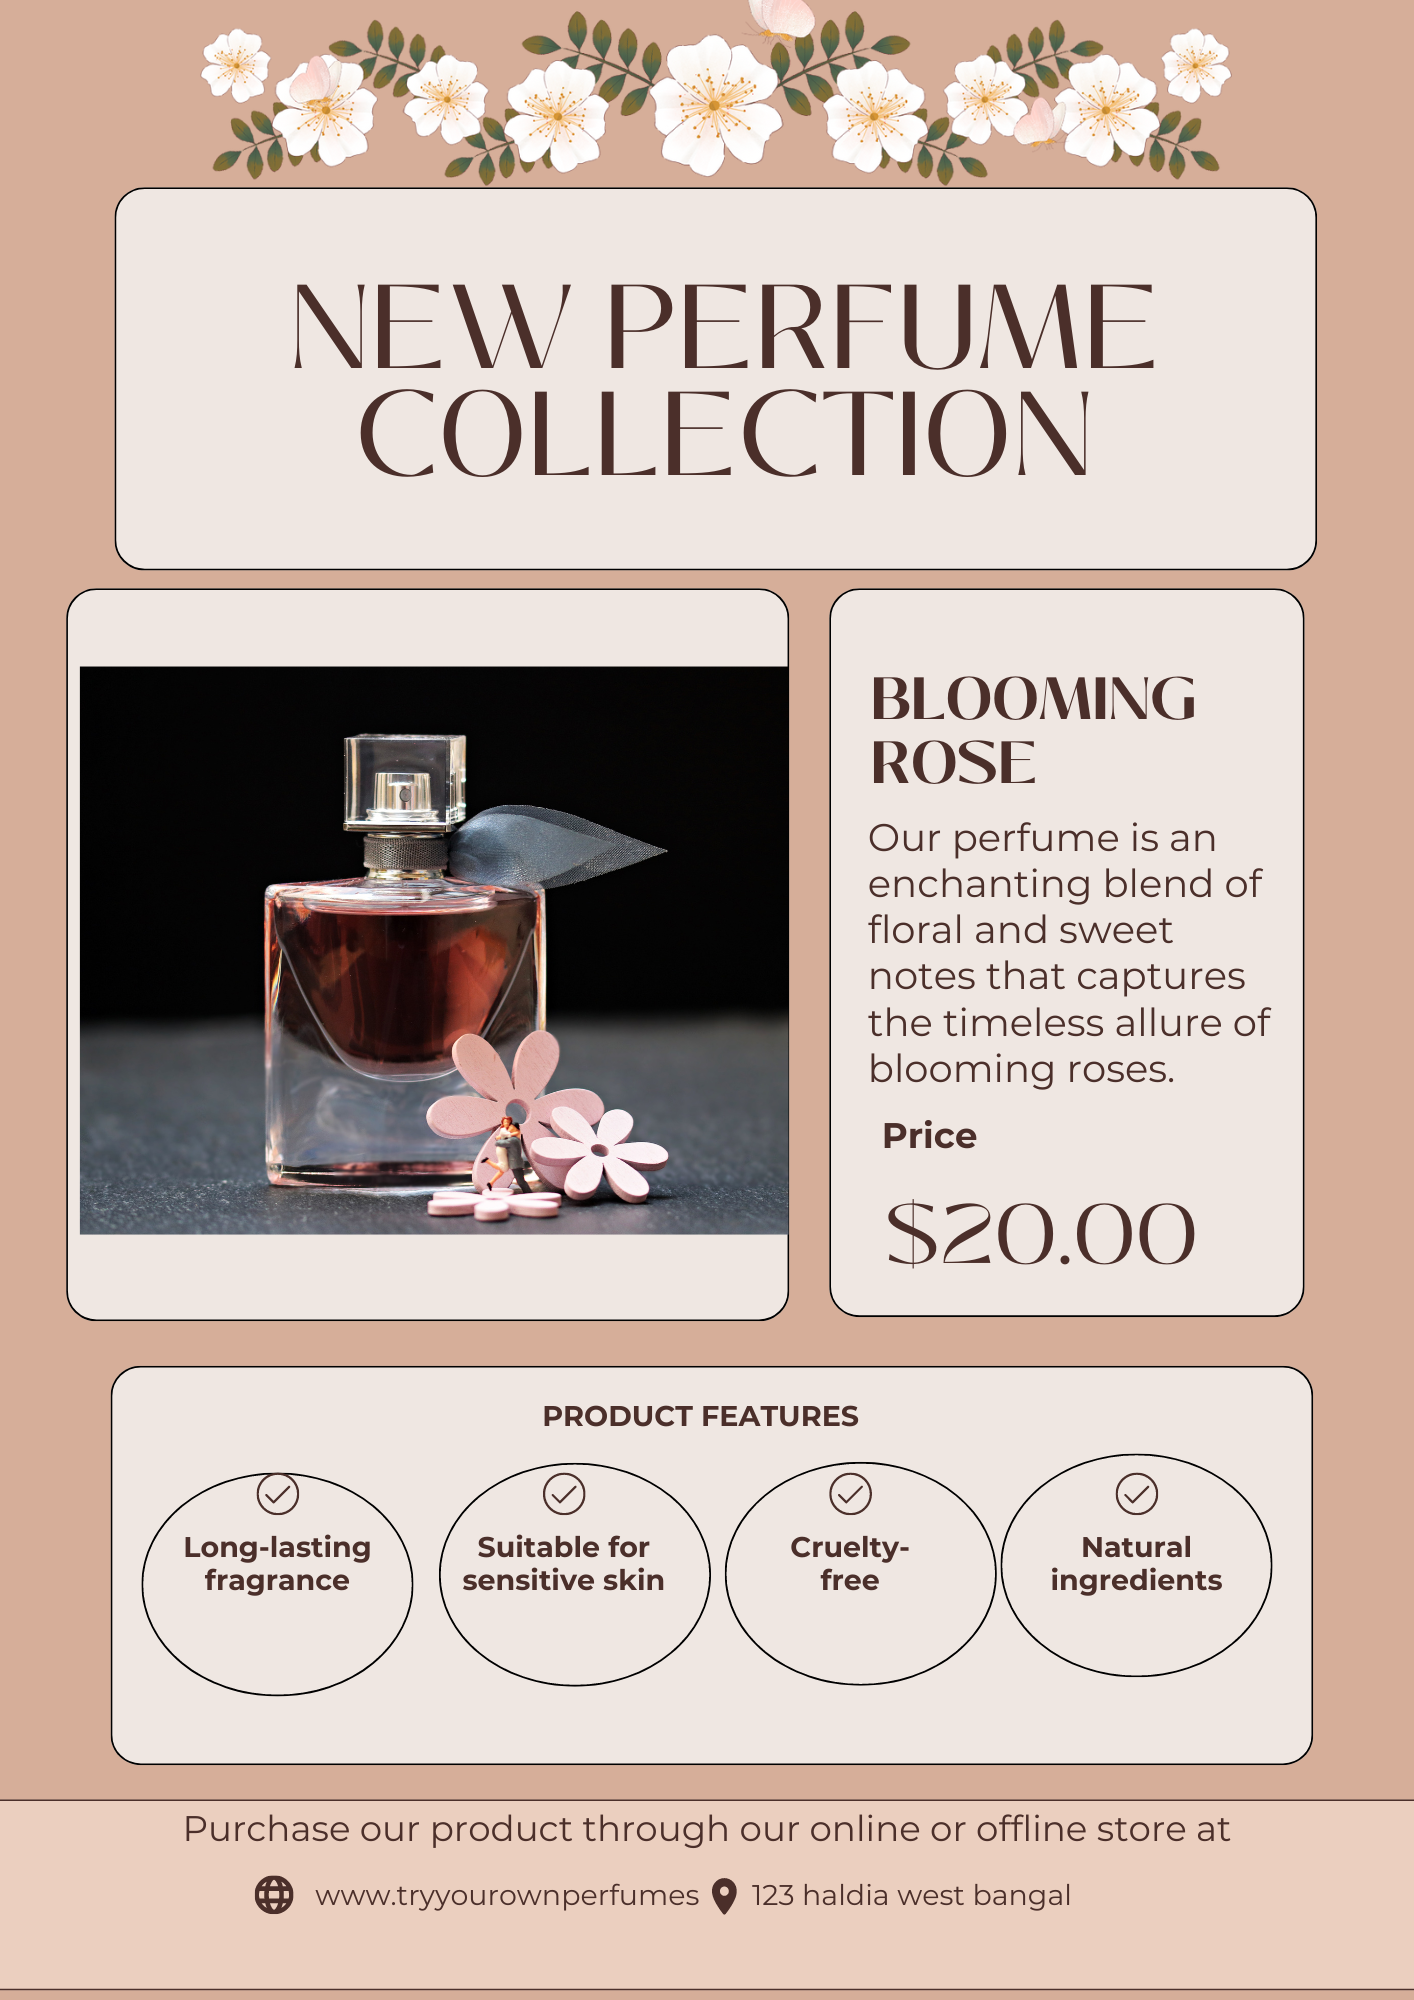 NEW PERFUME
COLLECTION
BLOOMING
ROSE
Our perfume is an
enchanting blend of
floral and sweet
notes that captures
the timeless allure of
blooming roses.
Price
$20.00
PRODUCT FEATURES
Long-lasting
fragrance
Suitable for
sensitive skin
Cruelty-
free
Natural
ingredients
Purchase our product through our online or offline store at
www.tryyourownperfumes
123 haldia west bangal